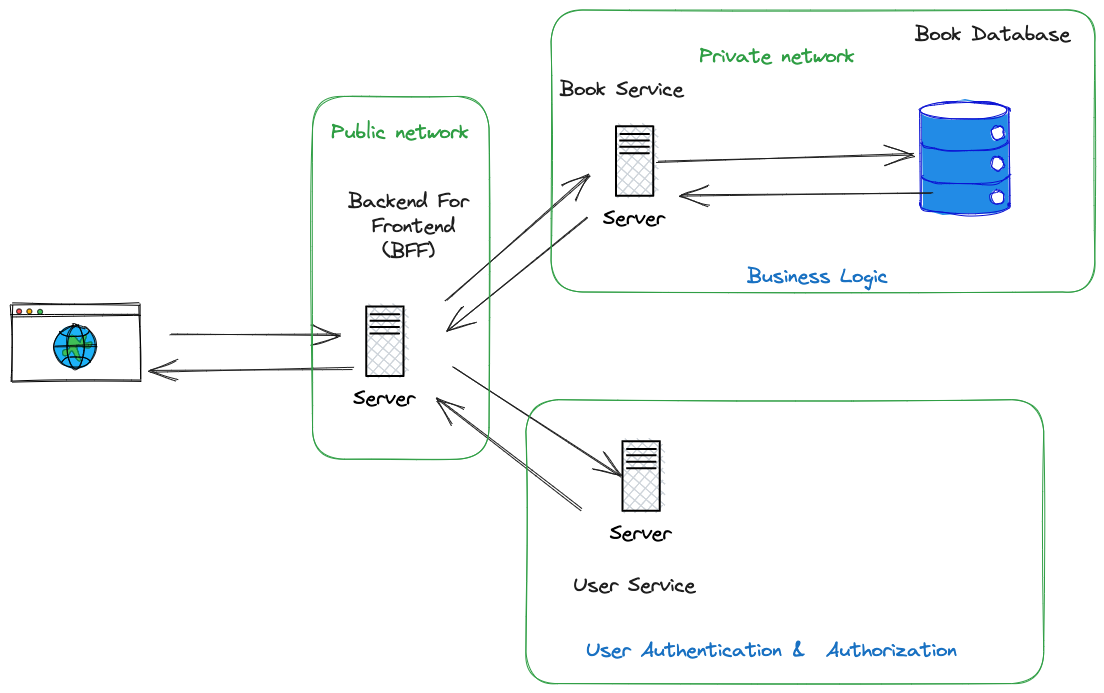 Book Database
Private network
Book Service
Public network
Backend For
Frontend
(BFF)
Server
Business Logic
Server
Server
User Service
User Authentication & Authorization